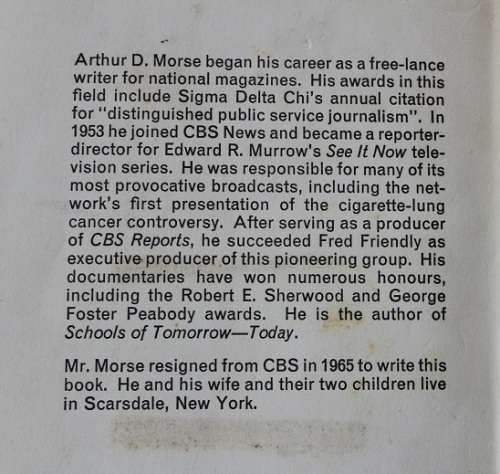 Arthur D. Morse began his career as a free-lance
writer for national magazines. His awards in this
field include Sigma Delta Chi's annual citation
for "distinguished public service journalism". In
1953 he joined CBS News and became a reporter-
director for Edward R. Murrow's See It Now tele-
vision series. He was responsible for many of its
most provocative broadcasts, including the net-
work's first presentation of the cigarette-lung
cancer controversy. After serving as a producer
of CBS Reports, he succeeded Fred Friendly as
executive producer of this pioneering group. His
documentaries have won numerous honours,
including the Robert E. Sherwood and George
Foster Peabody awards. He is the author of
Schools of Tomorrow—Today.
Mr. Morse resigned from CBS in 1965 to write this
book. He and his wife and their two children live
in Scarsdale, New York.